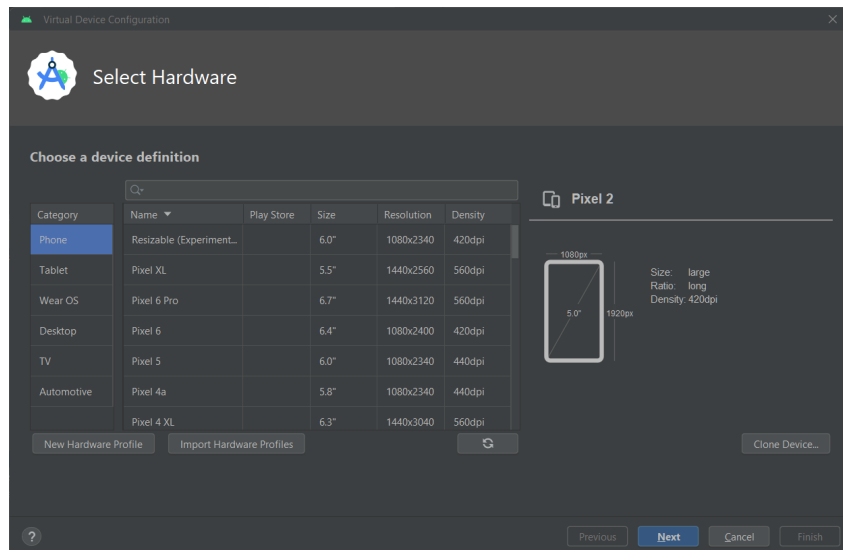 Virtual Device Configuration
Select Hardware
Choose a device definition
Category
Phone
Tablet
Wear OS
Desktop
TV
Automotive
Name Play Store Size Resolution Density
Resizable (Experiment... 6.0" 1080x2340 420dpi
Pixel XL 5.5" 1440x2560 560dpi
Pixel 6 Pro 6.7" 1440x3120 560dpi
Pixel 6 6.4" 1080x2400 420dpi
Pixel 5 6.0" 1080x2340 440dpi
Pixel 4a 5.8" 1080x2340 440dpi
Pixel 4 XL 6.3" 1440x3040 560dpi
New Hardware Profile Import Hardware Profiles
Pixel 2
1080px
5.0" 1920px
Size: large
Ratio: long
Density: 420dpi
Clone Device...
? Previous Next Cancel Finish